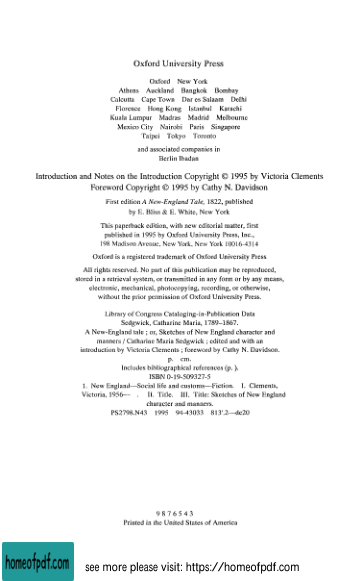 Oxford University Press
Oxford New York
Athens Auckland Bangkok Bombay
Calcutta Cape Town Dar es Salaam Delhi
Florence Hong Kong Istanbul Karachi
Kuala Lumpur Madras Madrid Melbourne
Mexico City Nairobi Paris Singapore
Taipei Tokyo Toronto
and associated companies in
Berlin Ibadan
Introduction and Notes on the Introduction Copyright © 1995 by Victoria Clements
Foreword Copyright © 1995 by Cathy N. Davidson
First edition A New-England Tale, 1822, published
by E. Bliss & E. White, New York
This paperback edition, with new editorial matter, first
published in 1995 by Oxford University Press, Inc.,
198 Madison Avenue, New York, New York 10016-4314
Oxford is a registered trademark of Oxford University Press
All rights reserved. No part of this publication may be reproduced,
stored in a retrieval system, or transmitted in any form or by any means,
electronic, mechanical, photocopying, recording, or otherwise,
without the prior permission of Oxford University Press.
Library of Congress Cataloging-in-Publication Data
Sedgwick, Catharine Maria, 1789–1867.
A New-England tale ; or, Sketches of New England character and
manners / Catharine Maria Sedgwick ; edited and with an
introduction by Victoria Clements ; foreword by Cathy N. Davidson.
p. cm.
Includes bibliographical references (p. ).
ISBN 0-19-509327-5
1. New England—Social life and customs—Fiction. I. Clements,
Victoria, 1956— . II. Title. III. Title: Sketches of New England
character and manners.
PS2798.N43 1995 94-43033 813'.2—dc20
9 8 7 6 5 4 3
Printed in the United States of America
homeofpdf.com
see more please visit: https://homeofpdf.com